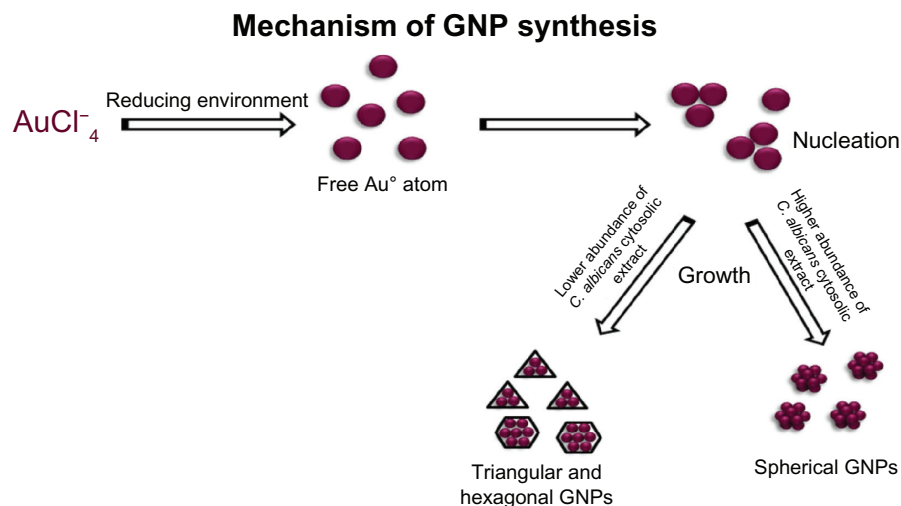 Mechanism of GNP synthesis
AuCl⁻₄
Reducing environment
Free Au° atom
Nucleation
Lower abundance of
C. albicans cytosolic
extract
Growth
Higher abundance of
C. albicans cytosolic
extract
Triangular and
hexagonal GNPs
Spherical GNPs